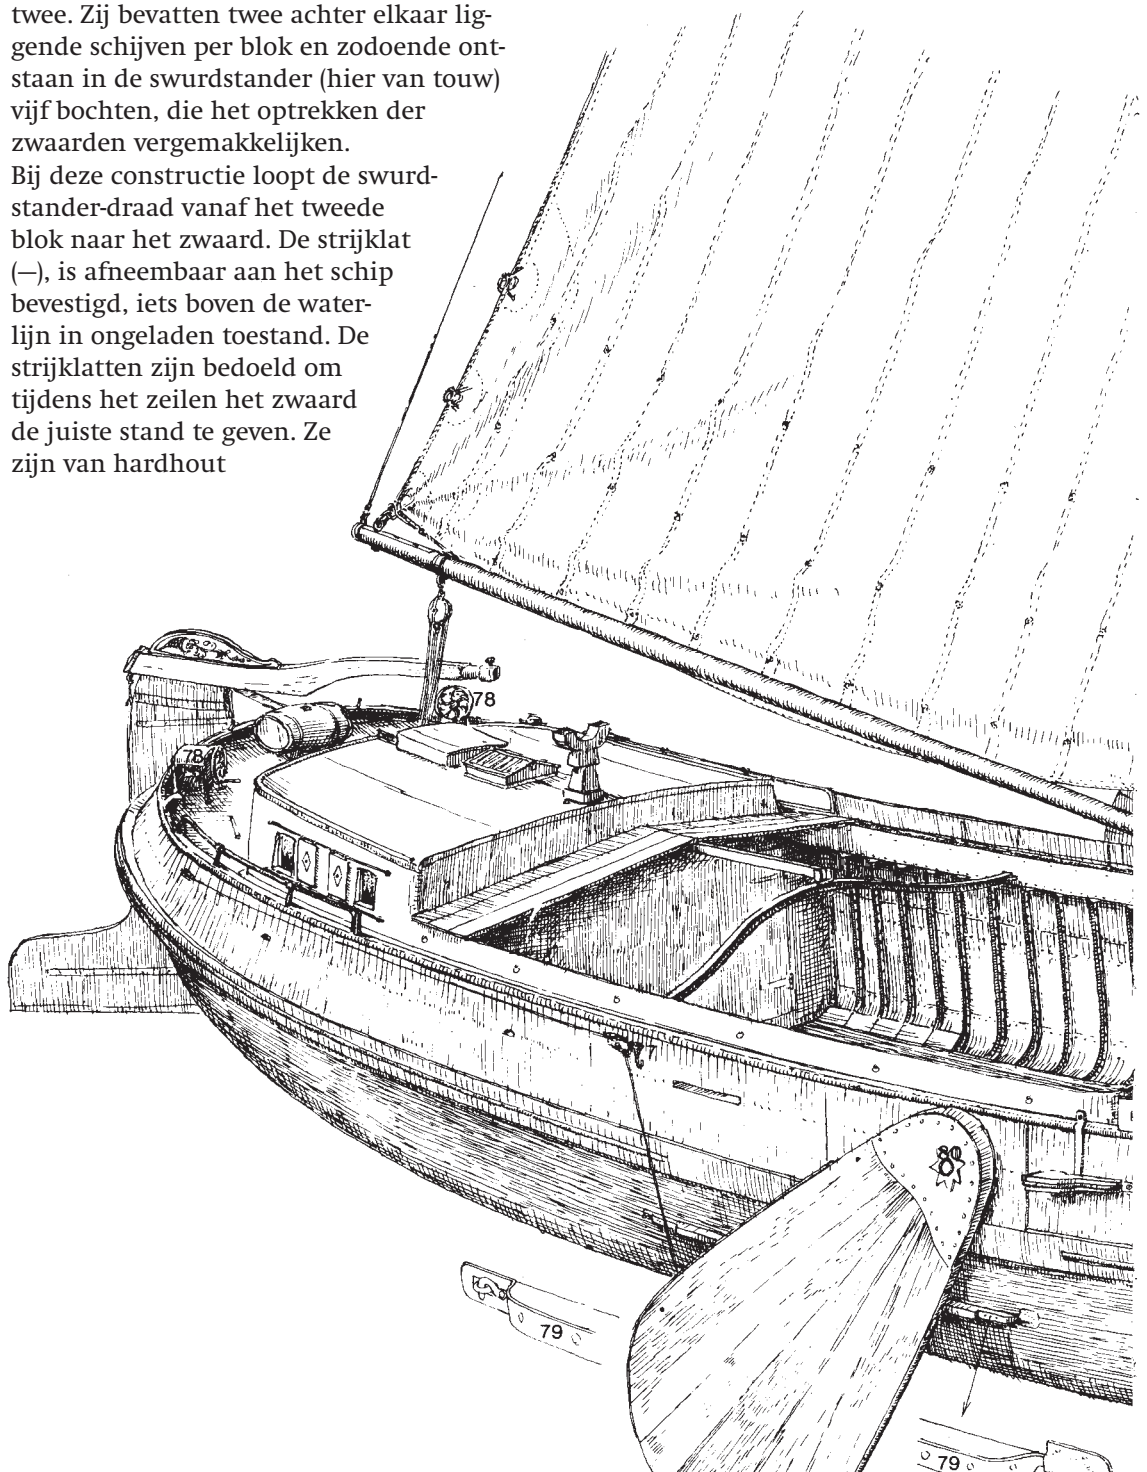 twee. Zij bevatten twee achter elkaar lig-
gende schijven per blok en zodoende ont-
staan in de swurdstander (hier van touw)
vijf bochten, die het optrekken der
zwaarden vergemakkelijken.
Bij deze constructie loopt de swurd-
stander-draad vanaf het tweede
blok naar het zwaard. De strijklat
(—), is afneembaar aan het schip
bevestigd, iets boven de water-
lijn in ongeladen toestand. De
strijklatten zijn bedoeld om
tijdens het zeilen het zwaard
de juiste stand te geven. Ze
zijn van hardhout
78
78
80
79
79